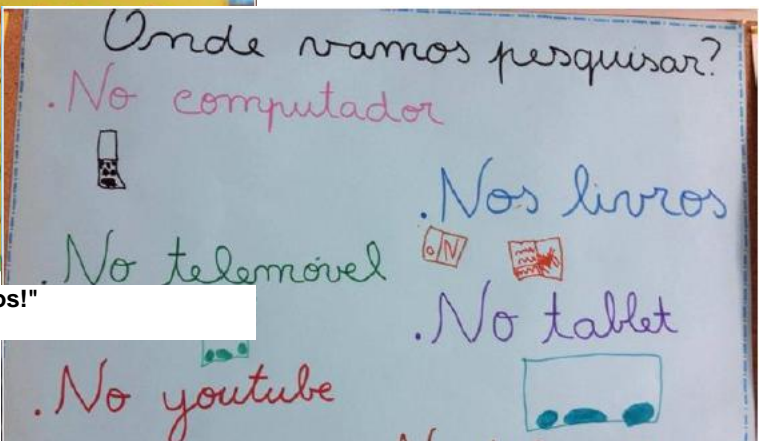 Onde vamos pesquisar?
.No computador
.Nos livros
.No telemóvel
os!"
.No tablet
.No youtube